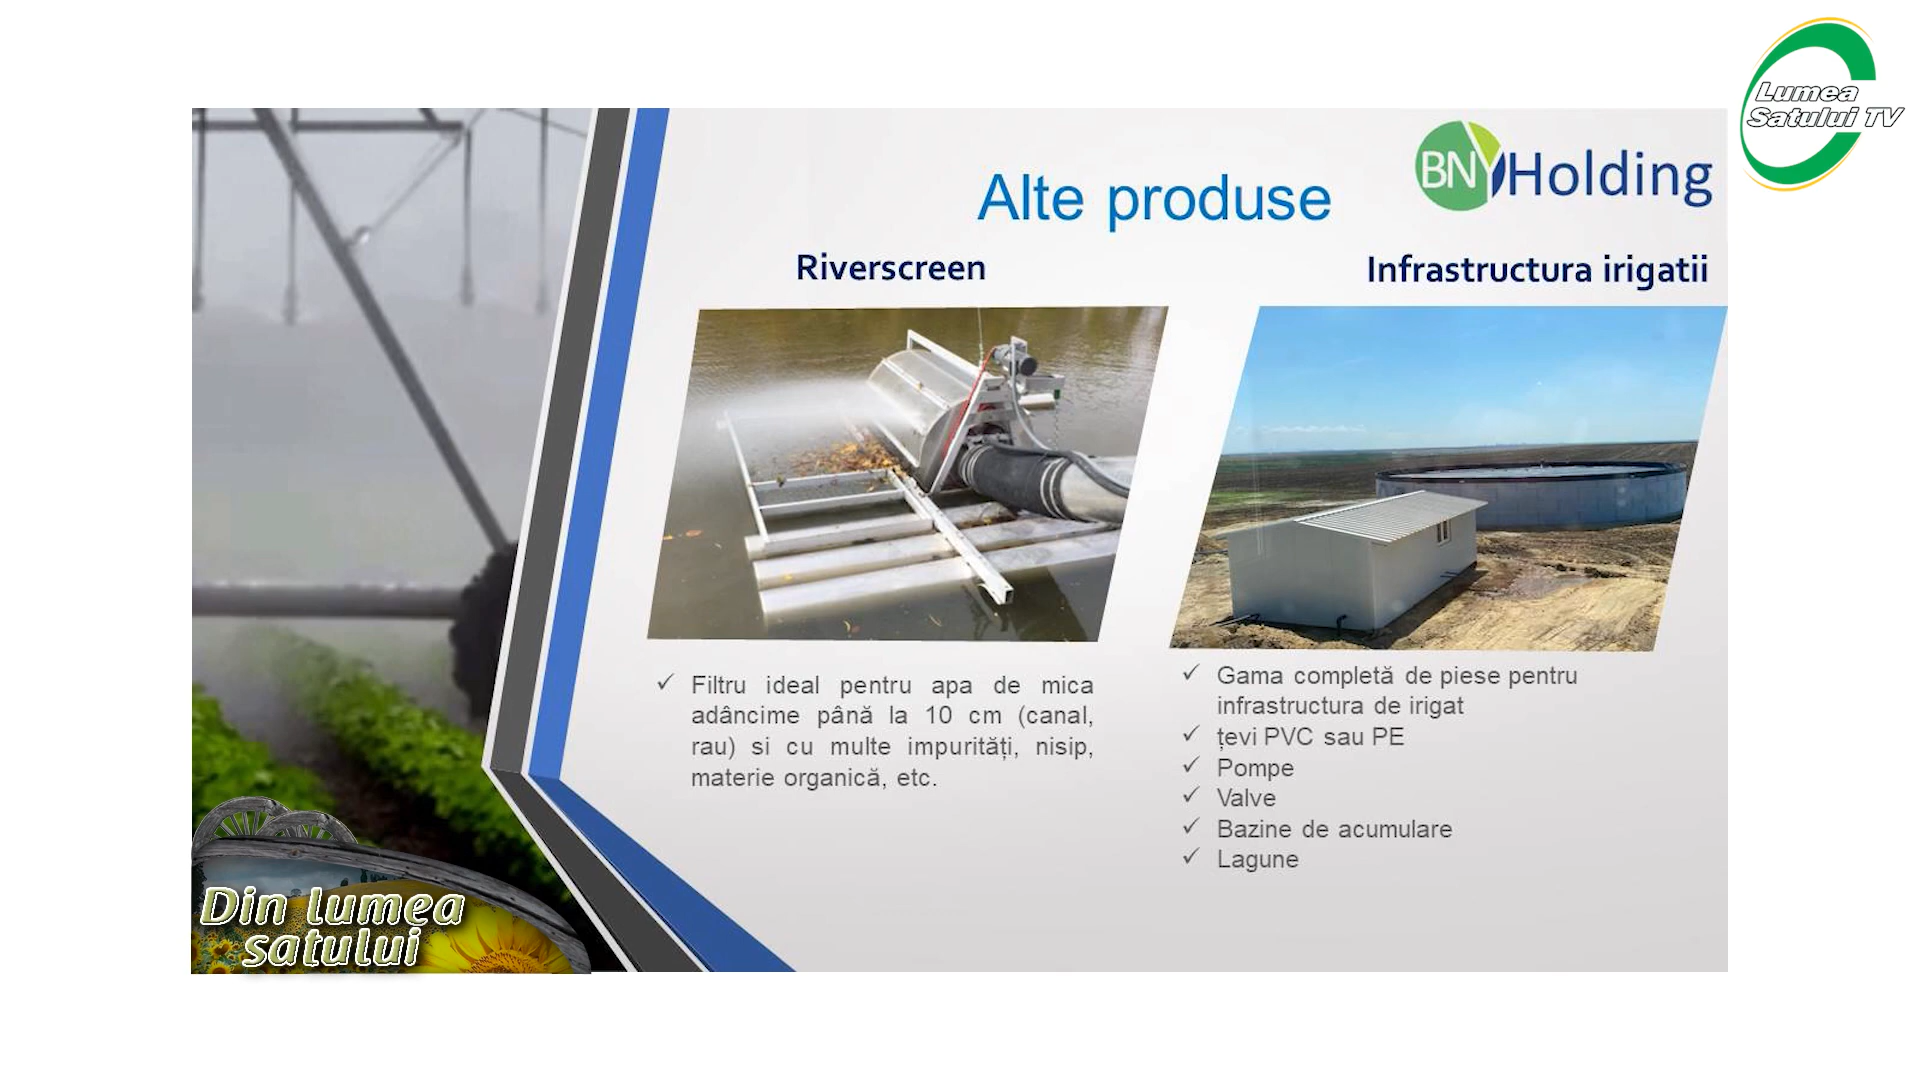 Lumea
Satului TV
BNYHolding
Alte produse
Riverscreen
Filtru ideal pentru apa de mica
adâncime până la 10 cm (canal,
rau) si cu multe impurități, nisip,
materie organică, etc.
Infrastructura irigatii
Gama completă de piese pentru
infrastructura de irigat
țevi PVC sau PE
Pompe
Valve
Bazine de acumulare
Lagune
Din lumea
satului